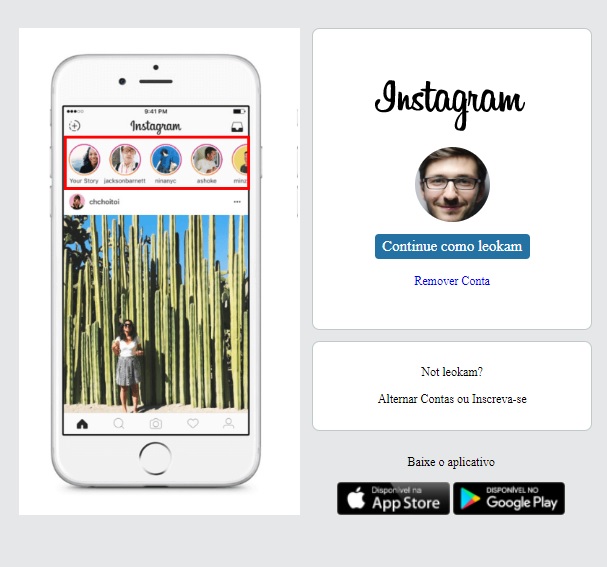 9:41 PM
Instagram
Your Story
jacksonbarnett
ninanyc
ashoke
chchoitoi
Instagram
Continue como leokam
Remover Conta
Not leokam?
Alternar Contas ou Inscreva-se
Baixe o aplicativo
Disponível na
App Store
DISPONÍVEL NO
Google Play